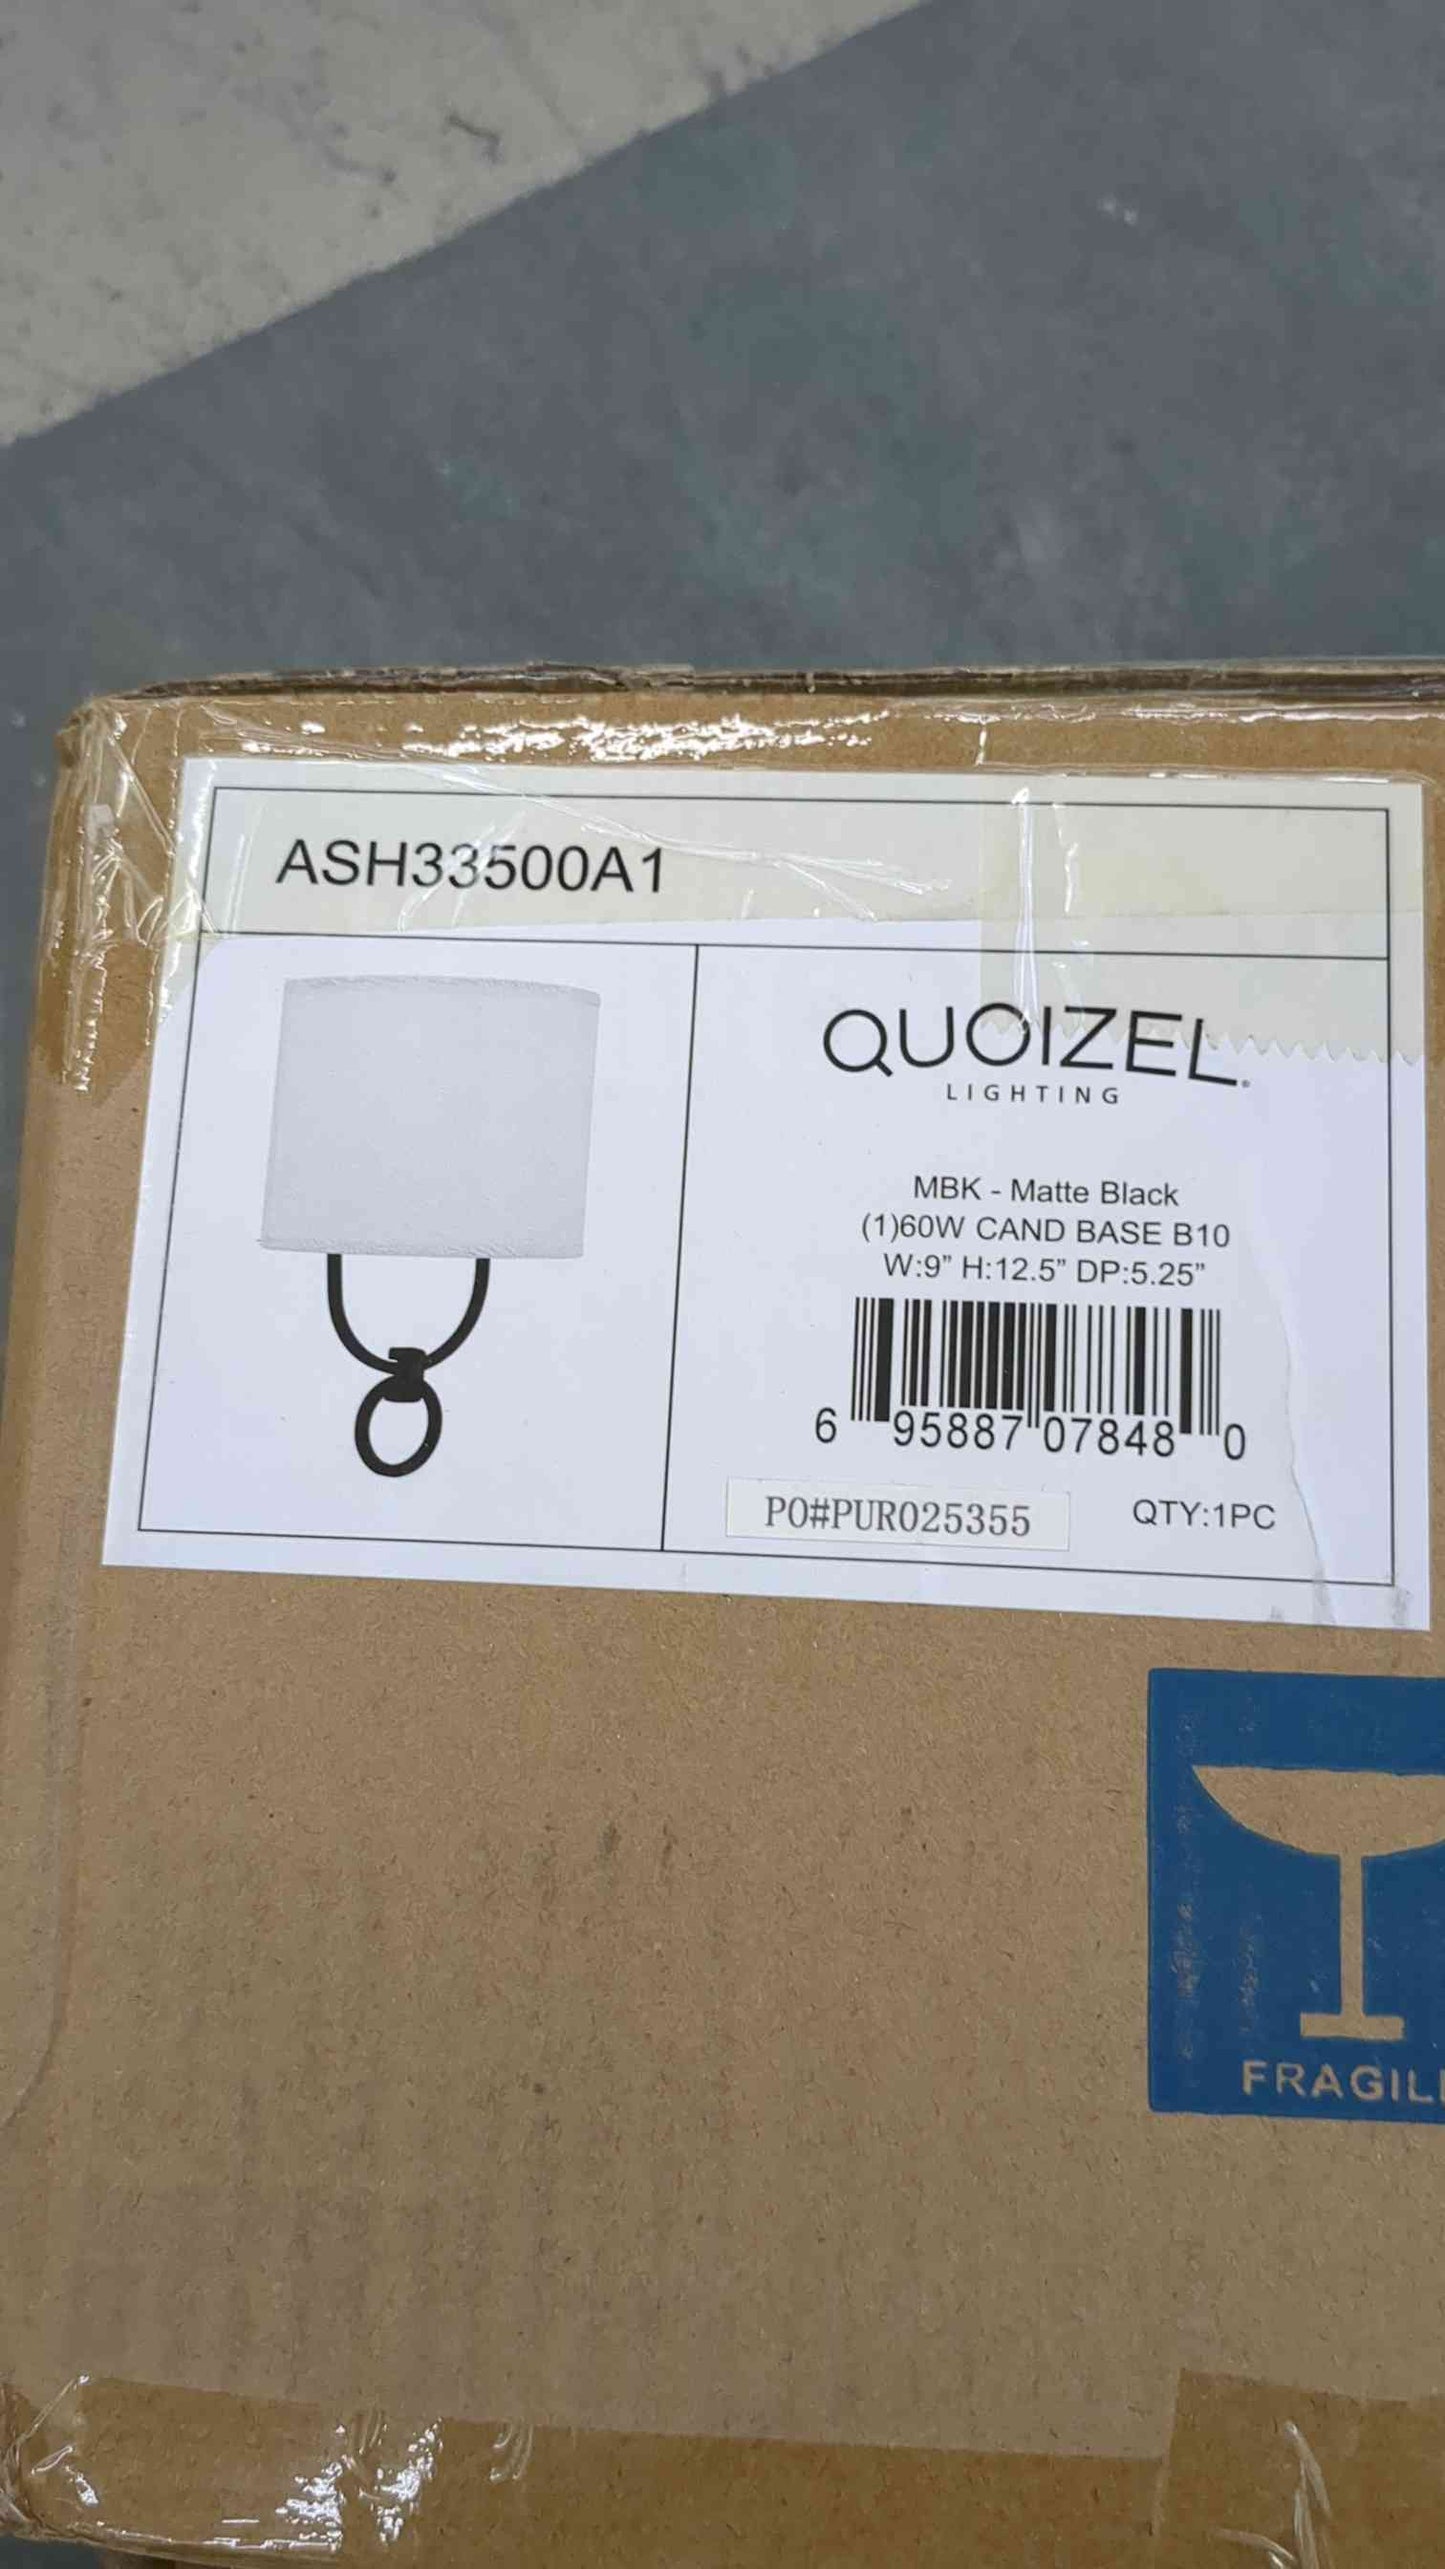 ASH33500A1
QUOIZEL
LIGHTING
MBK - Matte Black
(1)60W CAND BASE B10
W:9” H:12.5” DP:5.25”
6 95887 07848 0
PO#PUR025355
QTY:1PC
FRAGIL